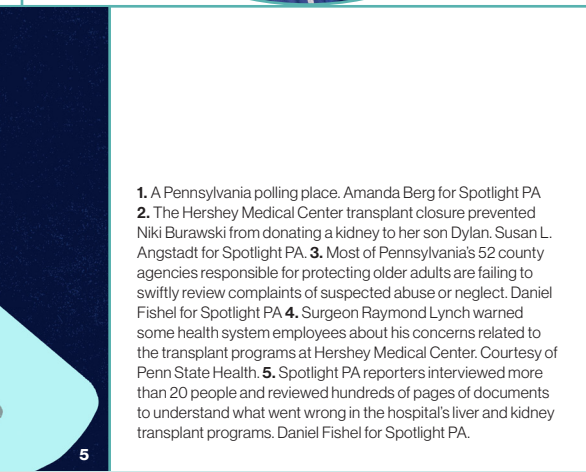 1. A Pennsylvania polling place. Amanda Berg for Spotlight PA
2. The Hershey Medical Center transplant closure prevented
Niki Burawski from donating a kidney to her son Dylan. Susan L.
Angstadt for Spotlight PA. 3. Most of Pennsylvania's 52 county
agencies responsible for protecting older adults are failing to
swiftly review complaints of suspected abuse or neglect. Daniel
Fishel for Spotlight PA 4. Surgeon Raymond Lynch warned
some health system employees about his concerns related to
the transplant programs at Hershey Medical Center. Courtesy of
Penn State Health. 5. Spotlight PA reporters interviewed more
than 20 people and reviewed hundreds of pages of documents
to understand what went wrong in the hospital's liver and kidney
transplant programs. Daniel Fishel for Spotlight PA.
5